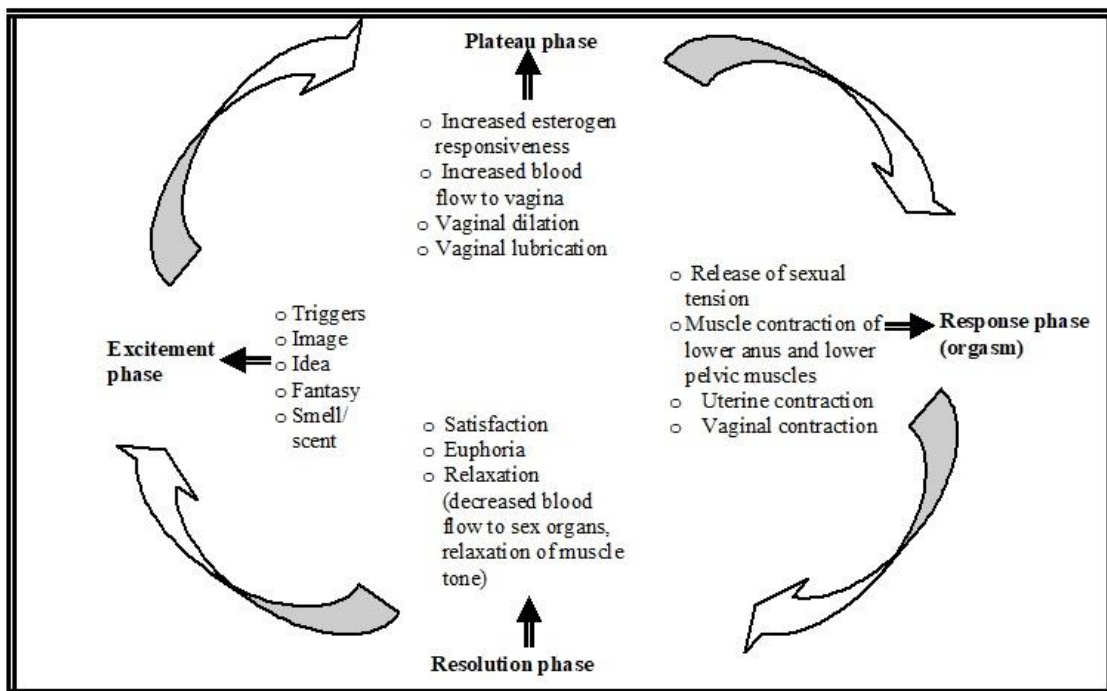 Plateau phase
o Increased esterogen
responsiveness
o Increased blood
flow to vagina
o Vaginal dilation
o Vaginal lubrication
o Release of sexual
tension
o Muscle contraction of
lower anus and lower
pelvic muscles
o Uterine contraction
o Vaginal contraction
Response phase
(orgasm)
Excitement
phase
o Triggers
o Image
o Idea
o Fantasy
o Smell/
scent
o Satisfaction
o Euphoria
o Relaxation
(decreased blood
flow to sex organs,
relaxation of muscle
tone)
Resolution phase